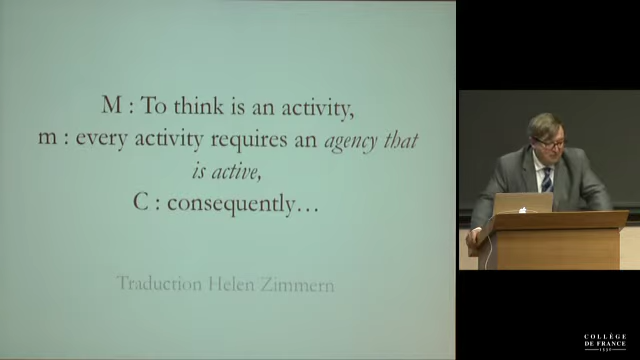 M : To think is an activity,
m : every activity requires an agency that
is active,
C : consequently…
Traduction Helen Zimmern
COLLÈGE
DE FRANCE
1530